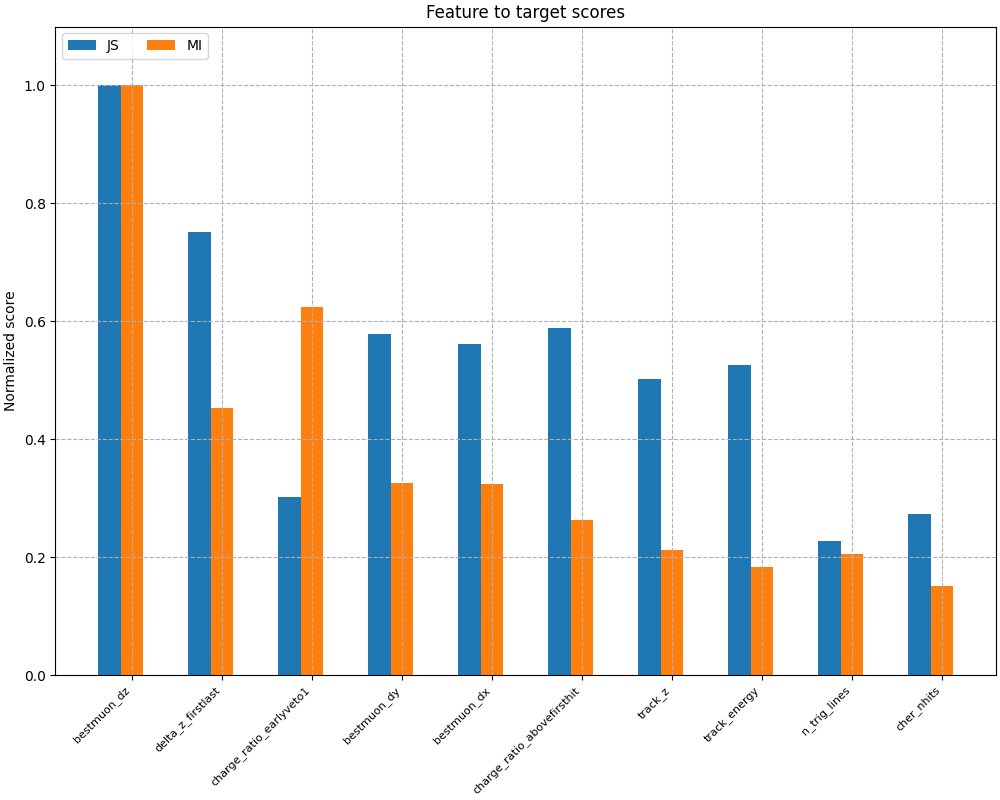 Feature to target scores
JS MI
Normalized score
1.0
0.8
0.6
0.4
0.2
0.0
bestmuon_dz
delta_z_firstlast
charge_ratio_earlyveto1
bestmuon_dy
bestmuon_dx
charge_ratio_abovefirsthit
track_z
track_energy
n_trig_lines
cher_nhits